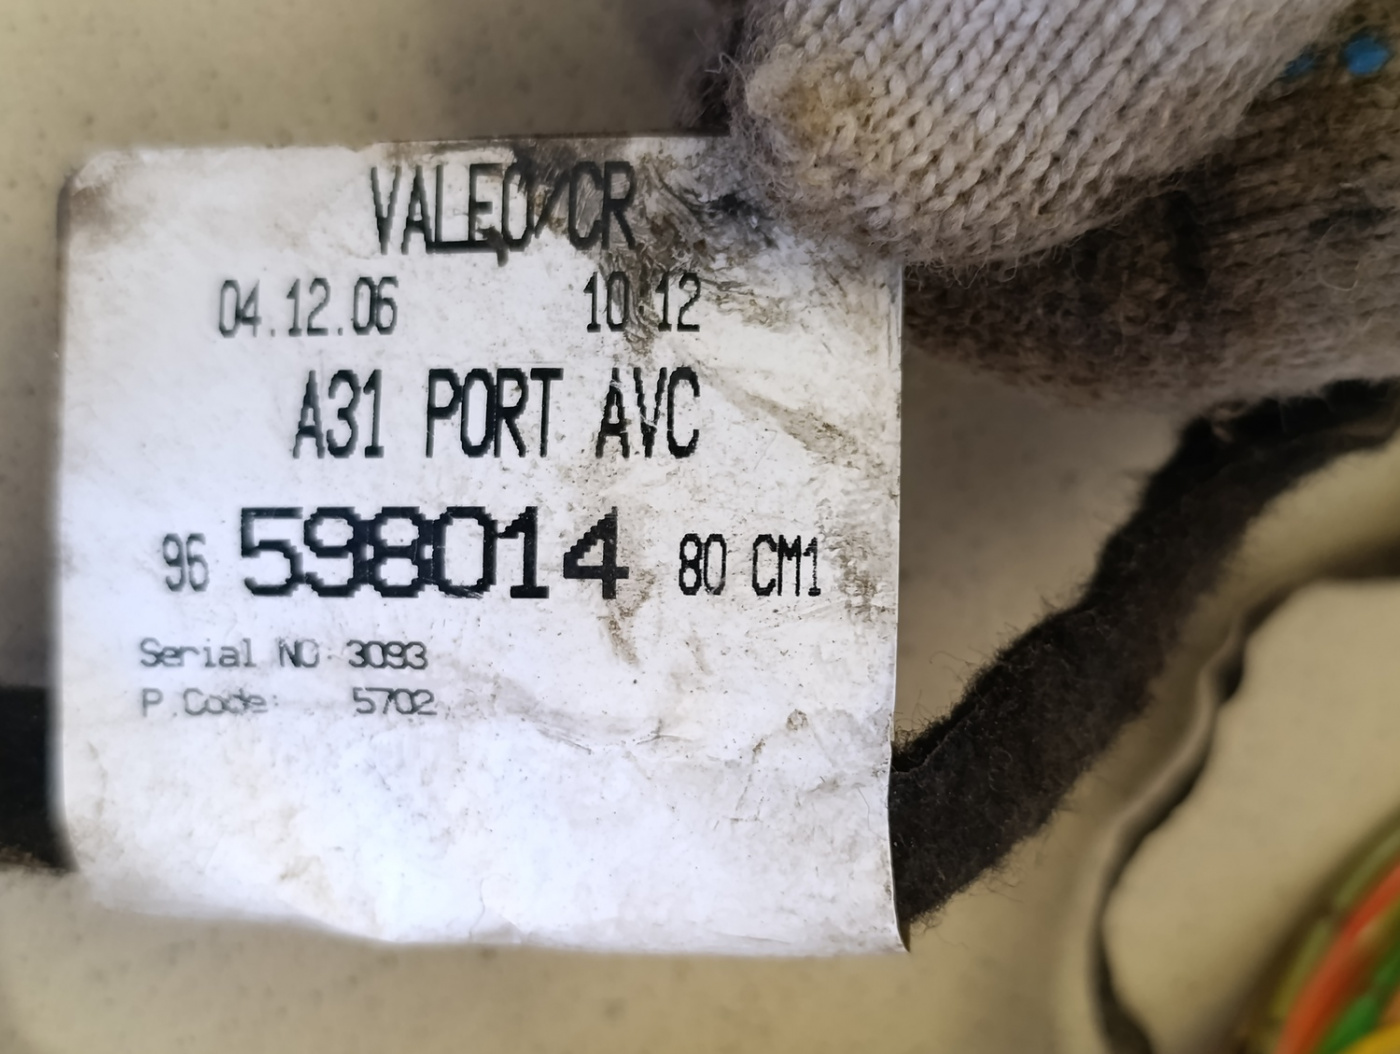 VALEO/CR
04.12.06 10:12
A31 PORT AVC
96 598014 80 CM1
Serial NO: 3093
P.Code: 5702